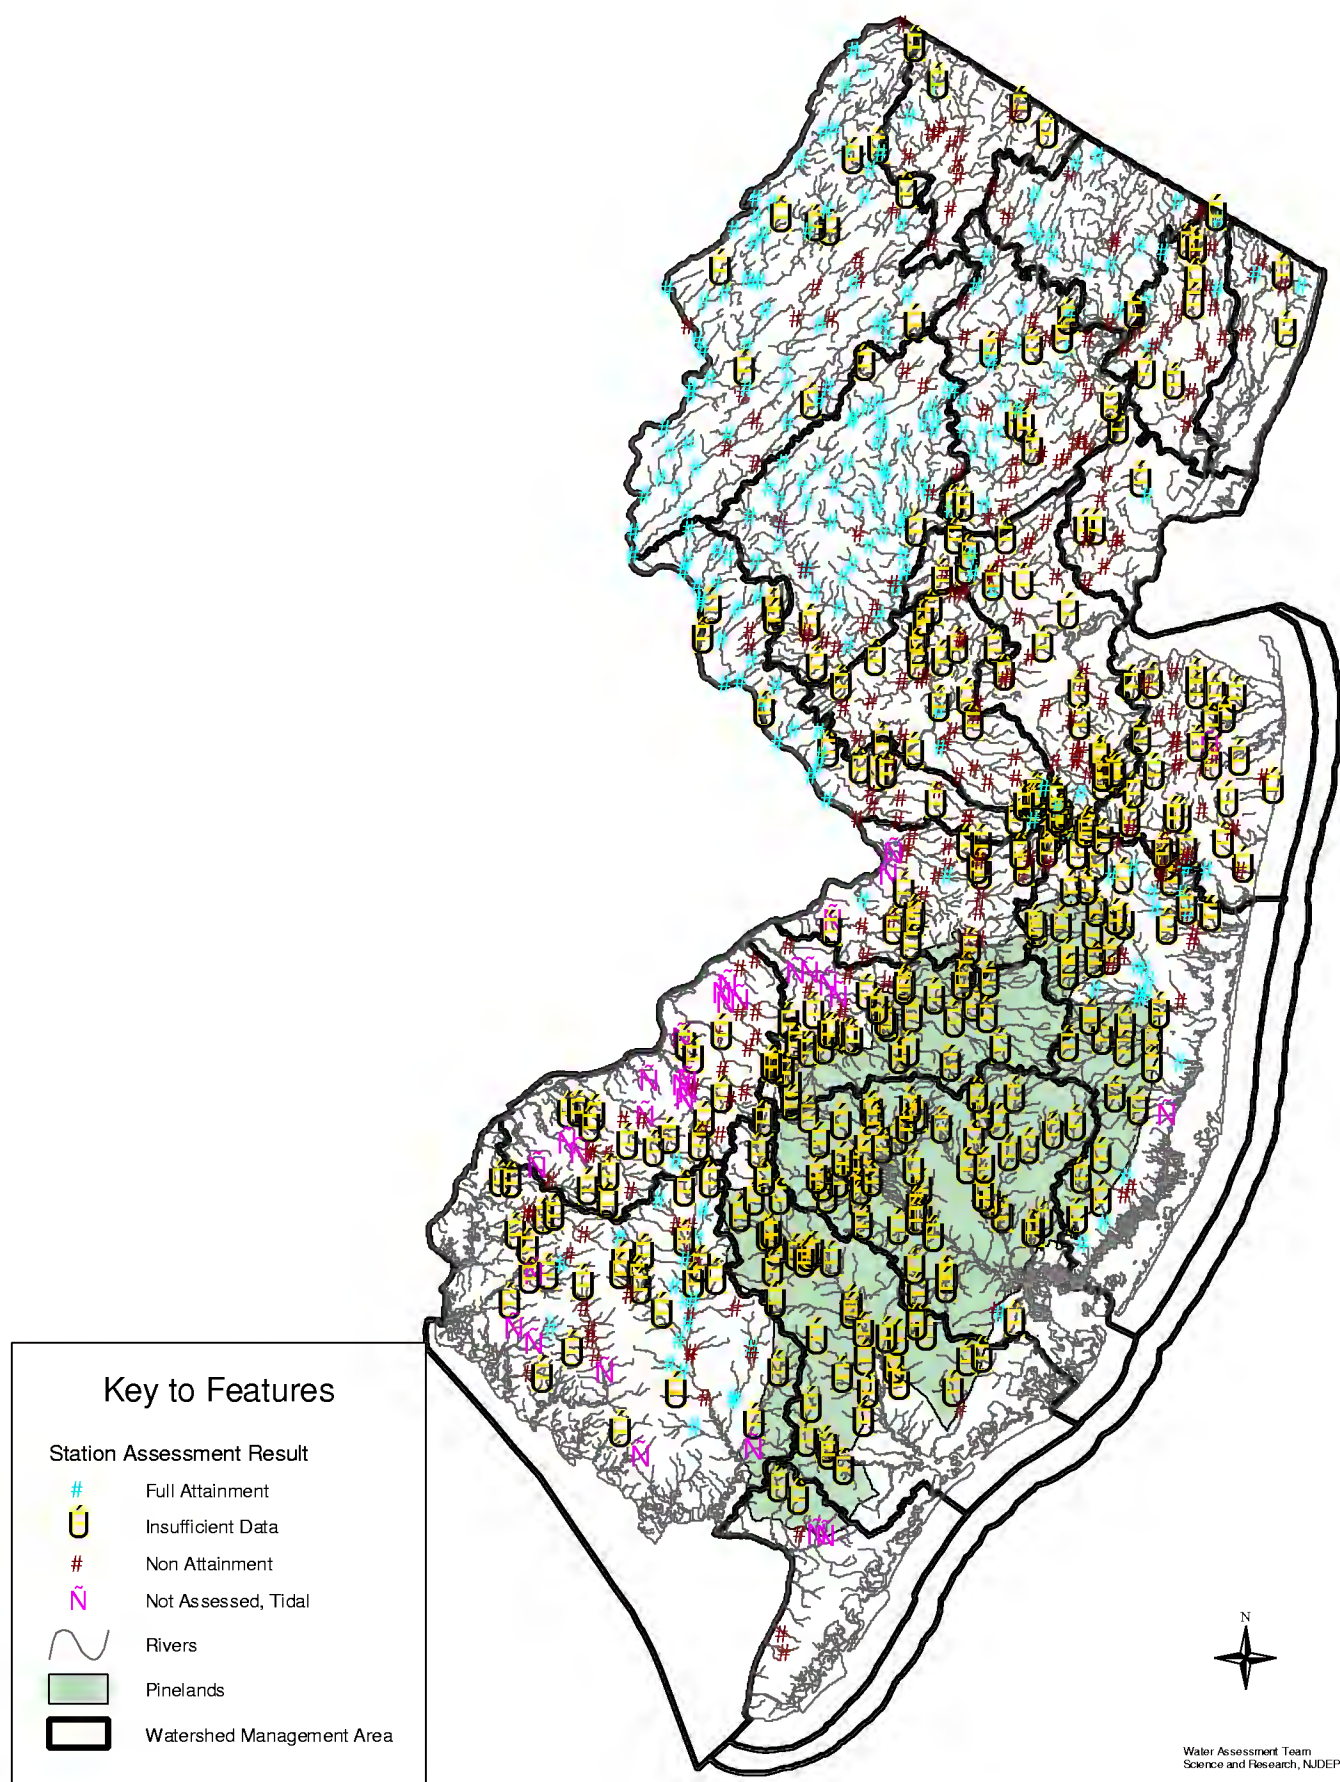 Key to Features
Station Assessment Result
# Full Attainment
Insufficient Data
# Non Attainment
Ñ Not Assessed, Tidal
Rivers
Pinelands
Watershed Management Area
N
Water Assessment Team
Science and Research, NJDEP